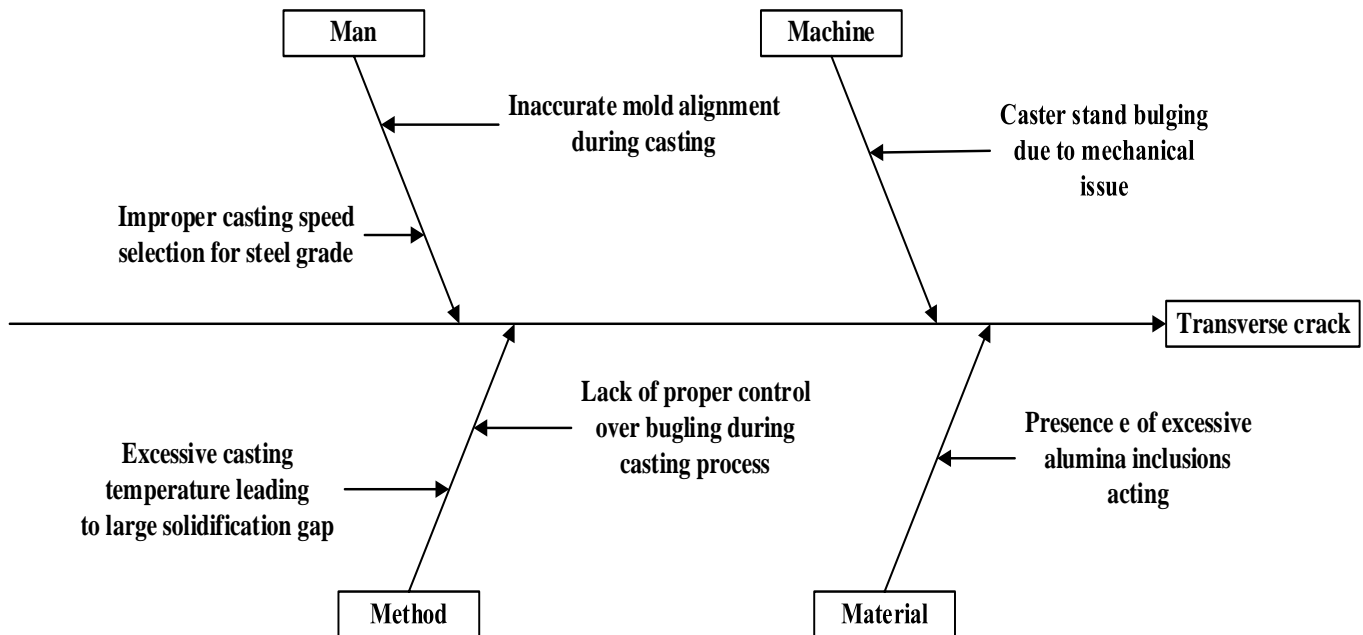 Man
Machine
Inaccurate mold alignment
during casting
Caster stand bulging
due to mechanical
issue
Improper casting speed
selection for steel grade
Transverse crack
Lack of proper control
over bugling during
casting process
Presence e of excessive
alumina inclusions
acting
Excessive casting
temperature leading
to large solidification gap
Method
Material